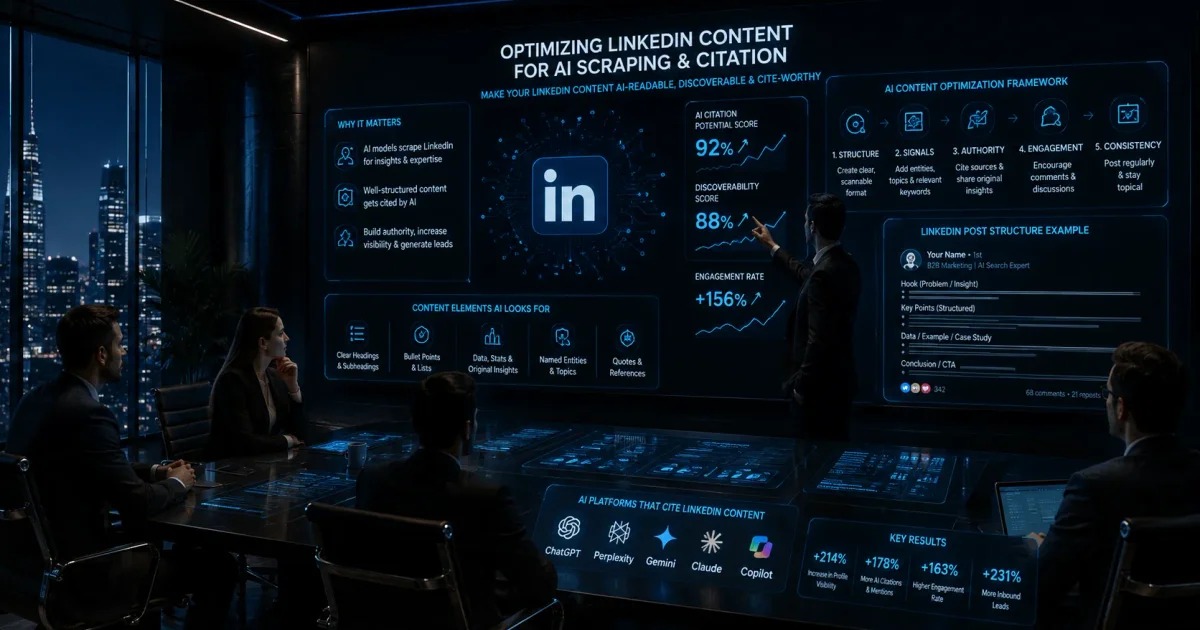 OPTIMIZING LINKEDIN CONTENT
FOR AI SCRAPING & CITATION
MAKE YOUR LINKEDIN CONTENT AI-READABLE, DISCOVERABLE & CITE-WORTHY
WHY IT MATTERS
AI models scrape LinkedIn
for insights & expertise
Well-structured content
gets cited by AI
Build authority, increase
visibility & generate leads
in
AI CITATION
POTENTIAL SCORE
92%
DISCOVERABILITY
SCORE
88%
ENGAGEMENT RATE
+156%
AI CONTENT OPTIMIZATION FRAMEWORK
1. STRUCTURE
Create clear,
scannable
format
2. SIGNALS
Add entities,
topics & relevant
keywords
3. AUTHORITY
Cite sources &
share original
insights
4. ENGAGEMENT
Encourage
comments &
discussions
5. CONSISTENCY
Post regularly
& stay
topical
LINKEDIN POST STRUCTURE EXAMPLE
Your Name • 1st
B2B Marketing | AI Search Expert
Hook (Problem / Insight)
Key Points (Structured)
Data / Example / Case Study
Conclusion / CTA
342
68 comments • 21 reposts
CONTENT ELEMENTS AI LOOKS FOR
Clear Headings
& Subheadings
Bullet Points
& Lists
Data, Stats &
Original Insights
Named Entities
& Topics
Quotes &
References
AI PLATFORMS THAT CITE LINKEDIN CONTENT
ChatGPT
Perplexity
Gemini
Claude
Copilot
KEY RESULTS
+214%
Increase in Profile
Visibility
+178%
More AI Citations
& Mentions
+163%
Higher Engagement
Rate
+231%
More Inbound
Leads